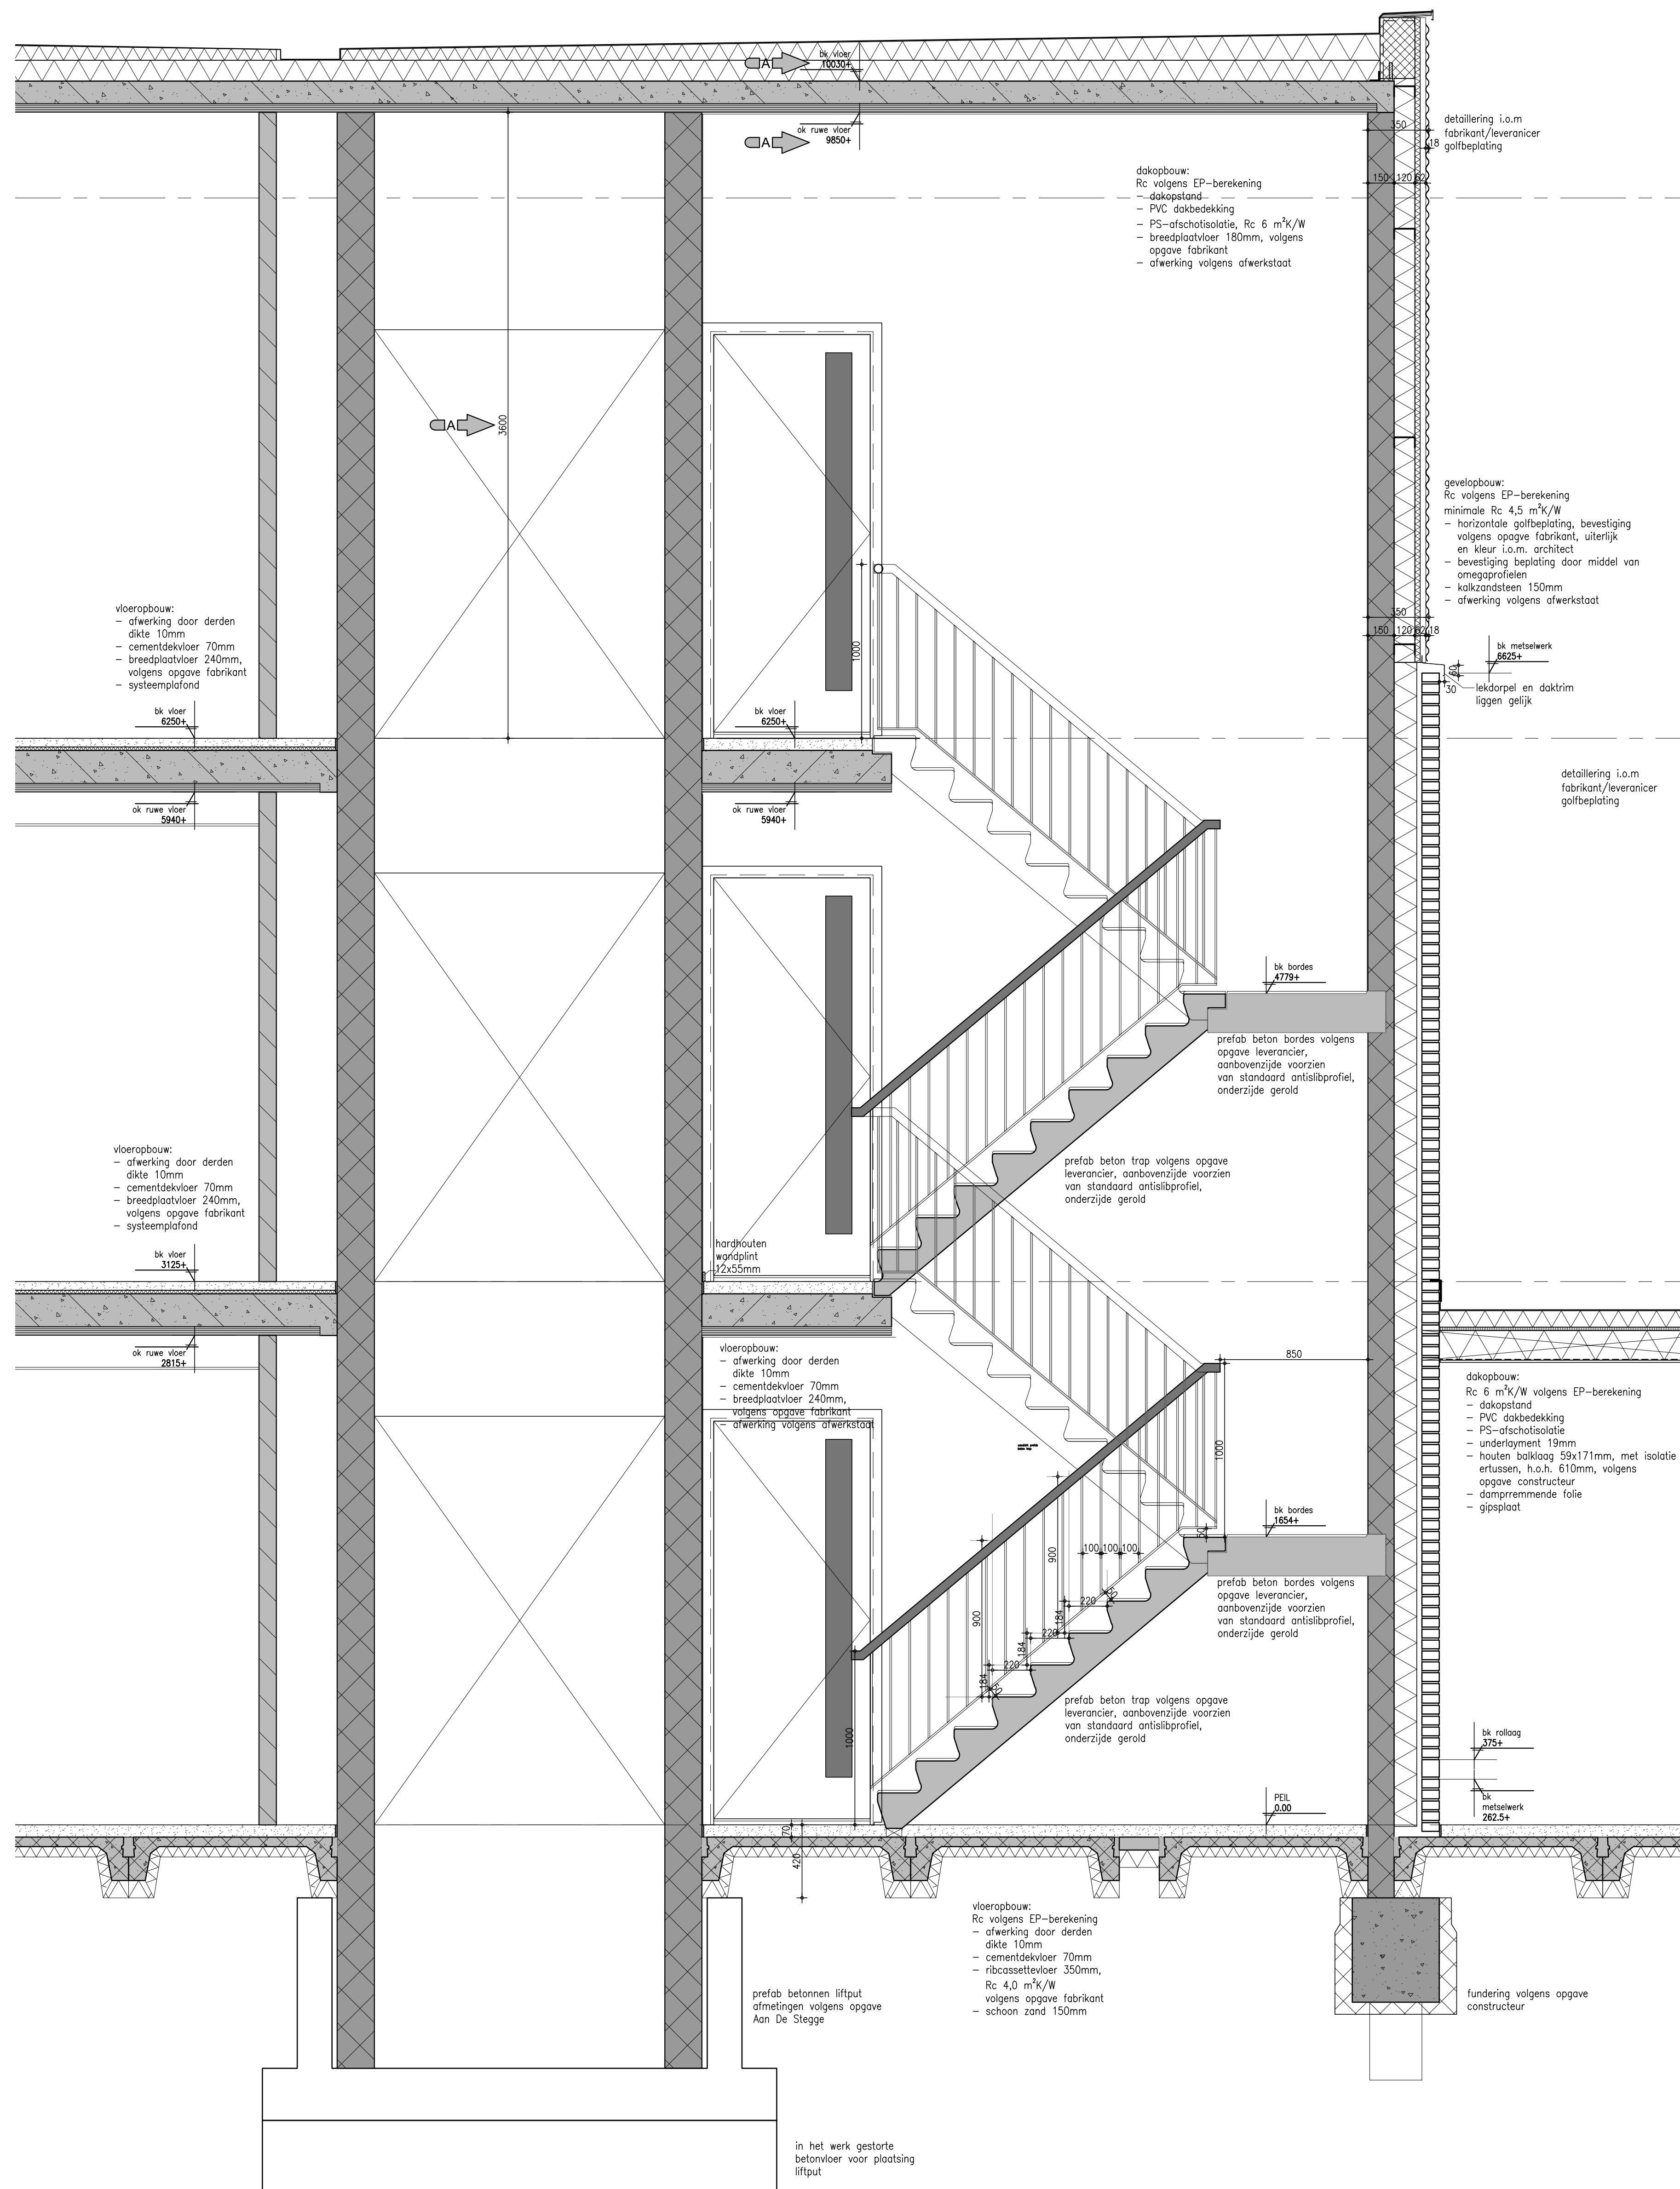 A
bk vloer
10030+
ok ruwe vloer
9850+
A
350
18
150 120 62
detaillering i.o.m
fabrikant/leveranicer
golfbeplating
dakopbouw:
Rc volgens EP-berekening
- dakopstand
- PVC dakbedekking
- PS-afschotisolatie, Rc 6 m²K/W
- breedplaatvloer 180mm, volgens
opgave fabrikant
- afwerking volgens afwerkstaat
A
3600
gevelopbouw:
Rc volgens EP-berekening
minimale Rc 4,5 m²K/W
- horizontale golfbeplating, bevestiging
volgens opagve fabrikant, uiterlijk
en kleur i.o.m. architect
- bevestiging beplating door middel van
omegaprofielen
- kalkzandsteen 150mm
- afwerking volgens afwerkstaat
vloeropbouw:
- afwerking door derden
dikte 10mm
- cementdekvloer 70mm
- breedplaatvloer 240mm,
volgens opgave fabrikant
- systeemplafond
1000
350
150 120 62 18
bk metselwerk
6625+
60
30
lekdorpel en daktrim
liggen gelijk
bk vloer
6250+
bk vloer
6250+
ok ruwe vloer
5940+
ok ruwe vloer
5940+
detaillering i.o.m
fabrikant/leveranicer
golfbeplating
bk bordes
4779+
prefab beton bordes volgens
opgave leverancier,
aanbovenzijde voorzien
van standaard antislibprofiel,
onderzijde gerold
prefab beton trap volgens opgave
leverancier, aanbovenzijde voorzien
van standaard antislibprofiel,
onderzijde gerold
vloeropbouw:
- afwerking door derden
dikte 10mm
- cementdekvloer 70mm
- breedplaatvloer 240mm,
volgens opgave fabrikant
- systeemplafond
bk vloer
3125+
hardhouten
wandplint
12x55mm
ok ruwe vloer
2815+
vloeropbouw:
- afwerking door derden
dikte 10mm
- cementdekvloer 70mm
- breedplaatvloer 240mm,
volgens opgave fabrikant
- afwerking volgens afwerkstaat
850
1000
dakopbouw:
Rc 6 m²K/W volgens EP-berekening
- dakopstand
- PVC dakbedekking
- PS-afschotisolatie
- underlayment 19mm
- houten balklaag 59x171mm, met isolatie
ertussen, h.o.h. 610mm, volgens
opgave constructeur
- damprremmende folie
- gipsplaat
bk bordes
1654+
50
100 100 100
900
900
220
184
220
184
220
184
50
50
prefab beton bordes volgens
opgave leverancier,
aanbovenzijde voorzien
van standaard antislibprofiel,
onderzijde gerold
prefab beton trap volgens opgave
leverancier, aanbovenzijde voorzien
van standaard antislibprofiel,
onderzijde gerold
1000
bk rollaag
375+
bk
metselwerk
262.5+
PEIL
0.00
70
420
vloeropbouw:
Rc volgens EP-berekening
- afwerking door derden
dikte 10mm
- cementdekvloer 70mm
- ribcassettevloer 350mm,
Rc 4,0 m²K/W
volgens opgave fabrikant
- schoon zand 150mm
prefab betonnen liftput
afmetingen volgens opgave
Aan De Stegge
fundering volgens opgave
constructeur
in het werk gestorte
betonvloer voor plaatsing
liftput